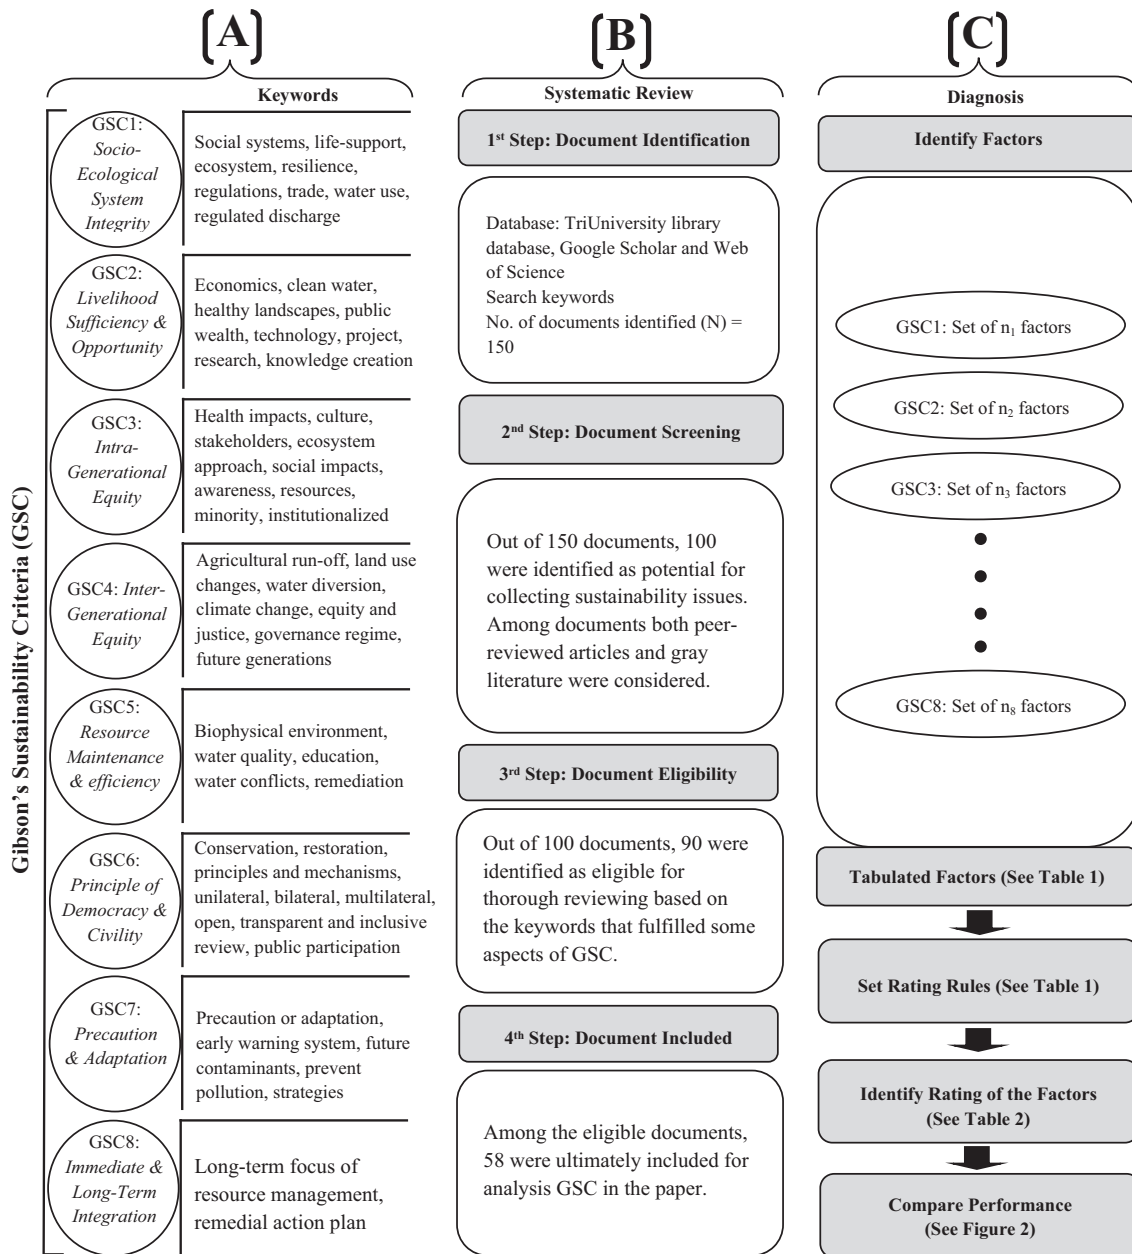 [A]
Keywords
Gibson's Sustainability Criteria (GSC)
GSC1:
Socio-
Ecological
System
Integrity
Social systems, life-support,
ecosystem, resilience,
regulations, trade, water use,
regulated discharge
GSC2:
Livelihood
Sufficiency &
Opportunity
Economics, clean water,
healthy landscapes, public
wealth, technology, project,
research, knowledge creation
GSC3:
Intra-
Generational
Equity
Health impacts, culture,
stakeholders, ecosystem
approach, social impacts,
awareness, resources,
minority, institutionalized
GSC4: Inter-
Generational
Equity
Agricultural run-off, land use
changes, water diversion,
climate change, equity and
justice, governance regime,
future generations
GSC5:
Resource
Maintenance
& efficiency
Biophysical environment,
water quality, education,
water conflicts, remediation
GSC6:
Principle of
Democracy &
Civility
Conservation, restoration,
principles and mechanisms,
unilateral, bilateral, multilateral,
open, transparent and inclusive
review, public participation
GSC7:
Precaution
& Adaptation
Precaution or adaptation,
early warning system, future
contaminants, prevent
pollution, strategies
GSC8:
Immediate &
Long-Term
Integration
Long-term focus of
resource management,
remedial action plan
[B]
Systematic Review
1st Step: Document Identification
Database: TriUniversity library
database, Google Scholar and Web
of Science
Search keywords
No. of documents identified (N) =
150
2nd Step: Document Screening
Out of 150 documents, 100
were identified as potential for
collecting sustainability issues.
Among documents both peer-
reviewed articles and gray
literature were considered.
3rd Step: Document Eligibility
Out of 100 documents, 90 were
identified as eligible for
thorough reviewing based on
the keywords that fulfilled some
aspects of GSC.
4th Step: Document Included
Among the eligible documents,
58 were ultimately included for
analysis GSC in the paper.
[C]
Diagnosis
Identify Factors
GSC1: Set of n1 factors
GSC2: Set of n2 factors
GSC3: Set of n3 factors
GSC8: Set of n8 factors
Tabulated Factors (See Table 1)
Set Rating Rules (See Table 1)
Identify Rating of the Factors
(See Table 2)
Compare Performance
(See Figure 2)